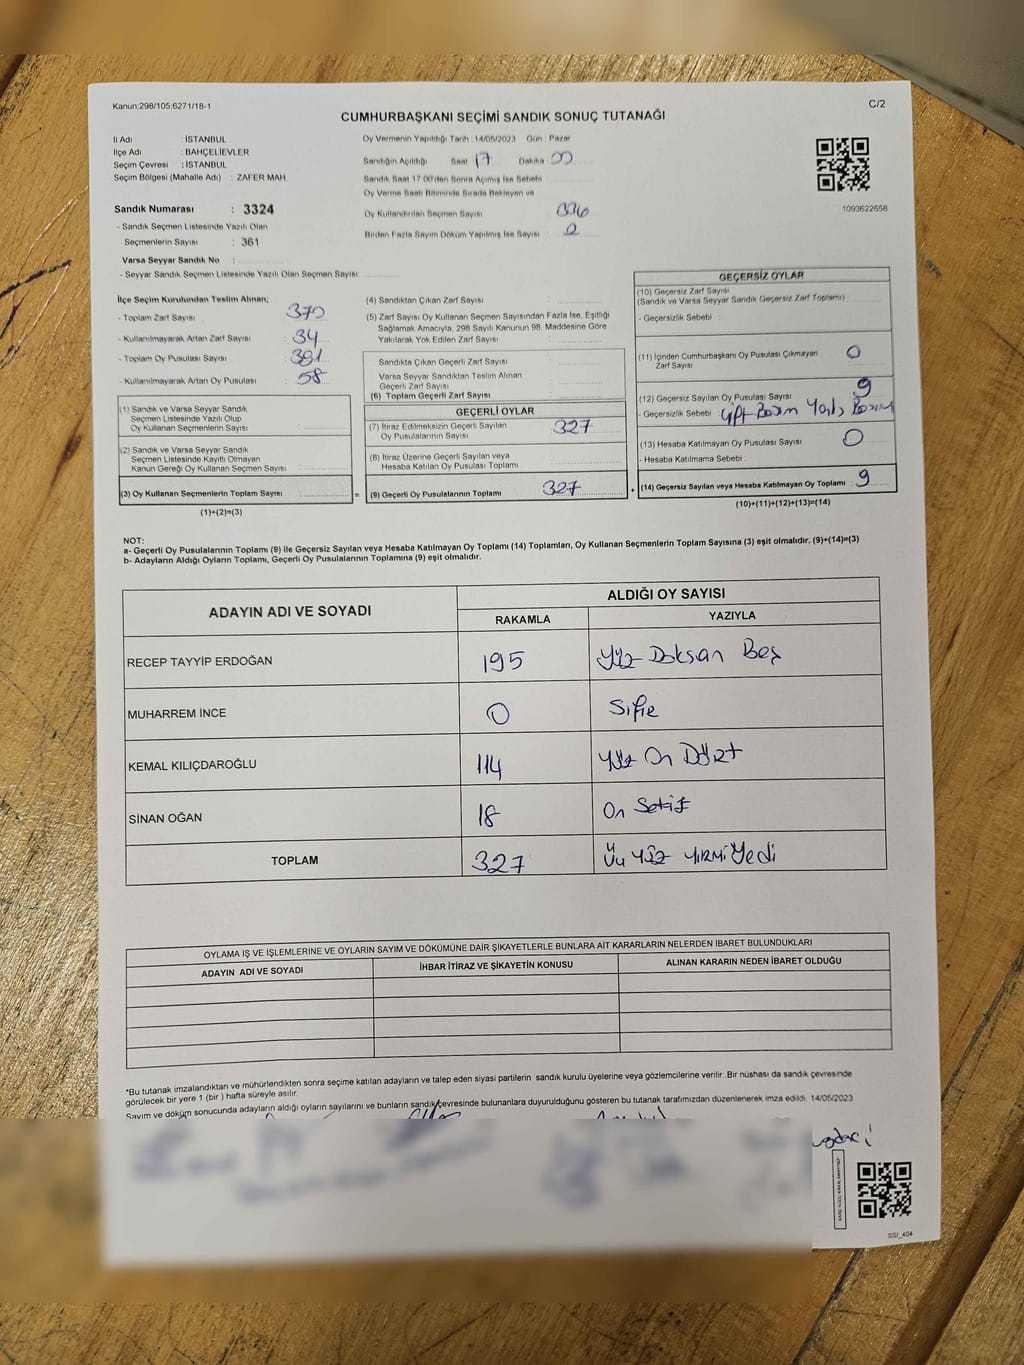 Kanun:298/105;6271/18-1
C/2
CUMHURBAŞKANI SEÇİMİ SANDIK SONUÇ TUTANAĞI
İl Adı : İSTANBUL
İlçe Adı : BAHÇELİEVLER
Seçim Çevresi : İSTANBUL
Seçim Bölgesi (Mahalle Adı) : ZAFER MAH.
Sandık Numarası : 3324
- Sandık Seçmen Listesinde Yazılı Olan
Seçmenlerin Sayısı : 361
Varsa Seyyar Sandık No :
- Seyyar Sandık Seçmen Listesinde Yazılı Olan Seçmen Sayısı:
Oy Vermenin Yapıldığı Tarih : 14/05/2023 Gün : Pazar
Sandığın Açıldığı Saat 17 Dakika 00
Sandık Saat 17:00'den Sonra Açımış İse Sebebi :
Oy Verme Saati Bitiminde Sırada Bekleyen ve
Oy Kullandırılan Seçmen Sayısı : 336
Birden Fazla Sayım Döküm Yapılmış İse Sayısı : 0
1093622658
İlçe Seçim Kurulundan Teslim Alınan;
- Toplam Zarf Sayısı : 370
- Kullanılmayarak Artan Zarf Sayısı : 34
- Toplam Oy Pusulası Sayısı : 391
- Kullanılmayarak Artan Oy Pusulası : 58
(1) Sandık ve Varsa Seyyar Sandık
Seçmen Listesinde Yazılı Olup
Oy Kullanan Seçmenlerin Sayısı :
(2) Sandık ve Varsa Seyyar Sandık
Seçmen Listesinde Kayıtlı Olmayan
Kanun Gereği Oy Kullanan Seçmen Sayısı :
(3) Oy Kullanan Seçmenlerin Toplam Sayısı :
(1)+(2)=(3)
=
(4) Sandıktan Çıkan Zarf Sayısı :
(5) Zarf Sayısı Oy Kullanan Seçmen Sayısından Fazla İse, Eşitliği
Sağlamak Amacıyla, 298 Sayılı Kanunun 98. Maddesine Göre
Yakılarak Yok Edilen Zarf Sayısı :
Sandıkta Çıkan Geçerli Zarf Sayısı :
Varsa Seyyar Sandıktan Teslim Alınan
Geçerli Zarf Sayısı :
(6) Toplam Geçerli Zarf Sayısı :
GEÇERLİ OYLAR
(7) İtiraz Edilmeksizin Geçerli Sayılan
Oy Pusulalarının Sayısı : 327
(8) İtiraz Üzerine Geçerli Sayılan veya
Hesaba Katılan Oy Pusulası Toplamı :
(9) Geçerli Oy Pusulalarının Toplamı : 327
+
GEÇERSİZ OYLAR
(10) Geçersiz Zarf Sayısı
(Sandık ve Varsa Seyyar Sandık Geçersiz Zarf Toplamı)
- Geçersizlik Sebebi :
(11) İçinden Cumhurbaşkanı Oy Pusulası Çıkmayan
Zarf Sayısı : 0
(12) Geçersiz Sayılan Oy Pusulası Sayısı : 9
- Geçersizlik Sebebi : Çift Basım
(13) Hesaba Katılmayan Oy Pusulası Sayısı : 0
- Hesaba Katılmama Sebebi :
(14) Geçersiz Sayılan veya Hesaba Katılmayan Oy Toplamı : 9
(10)+(11)+(12)+(13)=(14)
NOT:
a- Geçerli Oy Pusulalarının Toplamı (9) ile Geçersiz Sayılan veya Hesaba Katılmayan Oy Toplamı (14) Toplamları, Oy Kullanan Seçmenlerin Toplam Sayısına (3) eşit olmalıdır. (9)+(14)=(3)
b- Adayların Aldığı Oyların Toplamı, Geçerli Oy Pusulalarının Toplamına (9) eşit olmalıdır.
ADAYIN ADI VE SOYADI
ALDIĞI OY SAYISI
RAKAMLA YAZIYLA
RECEP TAYYİP ERDOĞAN 195 Yüz Doksan Beş
MUHARREM İNCE 0 Sıfır
KEMAL KILIÇDAROĞLU 114 Yüz On Dört
SİNAN OĞAN 18 On Sekiz
TOPLAM 327 Üç Yüz Yirmi Yedi
OYLAMA İŞ VE İŞLEMLERİNE VE OYLARIN SAYIM VE DÖKÜMÜNE DAİR ŞİKAYETLERLE BUNLARA AİT KARARLARIN NELERDEN İBARET BULUNDUKLARI
ADAYIN ADI VE SOYADI İHBAR İTİRAZ VE ŞİKAYETİN KONUSU ALINAN KARARIN NEDEN İBARET OLDUĞU
*Bu tutanak imzalandıktan ve mühürlendikten sonra seçime katılan adayların ve talep eden siyasi partilerin sandık kurulu üyelerine veya gözlemcilerine verilir. Bir nüshası da sandık çevresinde
görülecek bir yere 1 (bir) hafta süreyle asılır.
Sayım ve döküm sonucunda adayların aldığı oyların sayılarını ve bunların sandık çevresinde bulunanlara duyurulduğunu gösteren bu tutanak tarafımızdan düzenlenerek imza edildi. 14/05/2023
SSI_404